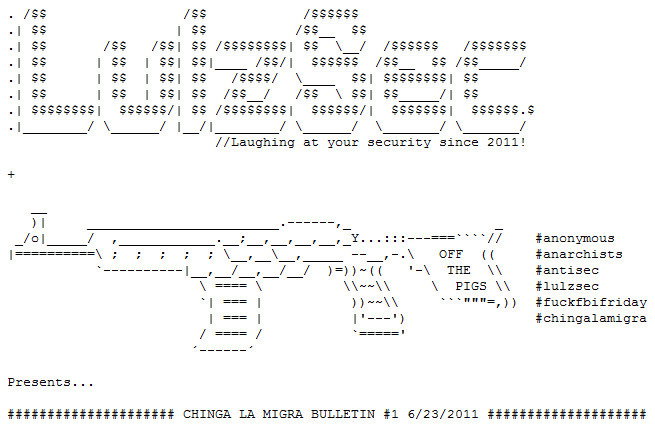 LulzSec
//Laughing at your security since 2011!
+
#anonymous
OFF #anarchists
THE #antisec
PIGS #lulzsec
#fuckfbifriday
#chingalamigra
Presents...
##################### CHINGA LA MIGRA BULLETIN #1 6/23/2011 ####################